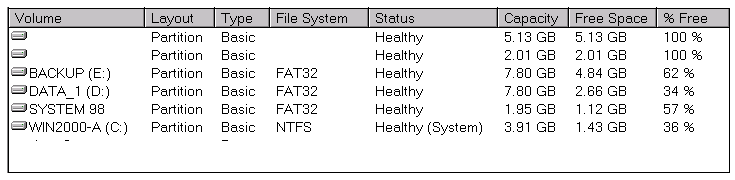 Volume Layout Type File System Status Capacity Free Space % Free
Partition Basic Healthy 5.13 GB 5.13 GB 100 %
Partition Basic Healthy 2.01 GB 2.01 GB 100 %
BACKUP (E:) Partition Basic FAT32 Healthy 7.80 GB 4.84 GB 62 %
DATA_1 (D:) Partition Basic FAT32 Healthy 7.80 GB 2.66 GB 34 %
SYSTEM 98 Partition Basic FAT32 Healthy 1.95 GB 1.12 GB 57 %
WIN2000-A (C:) Partition Basic NTFS Healthy (System) 3.91 GB 1.43 GB 36 %